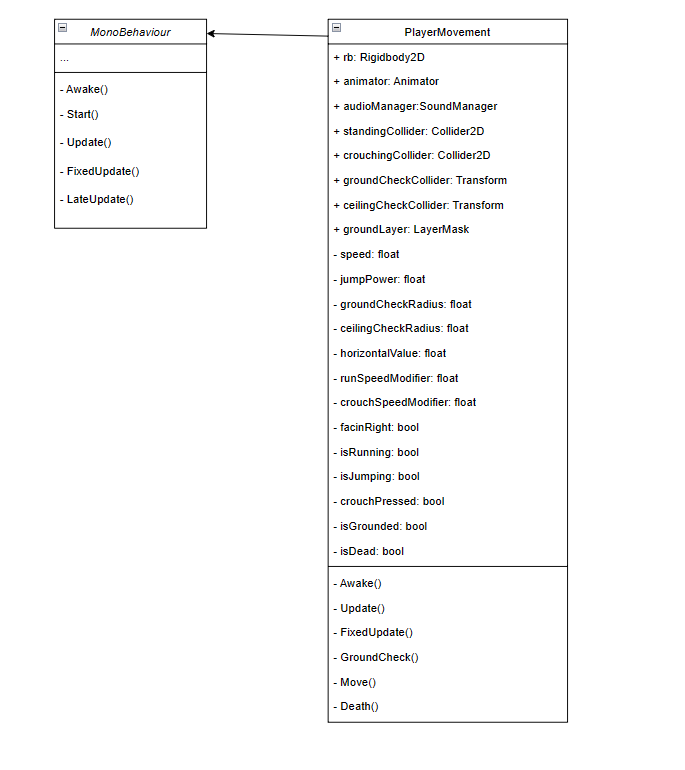 MonoBehaviour
...
- Awake()
- Start()
- Update()
- FixedUpdate()
- LateUpdate()
PlayerMovement
+ rb: Rigidbody2D
+ animator: Animator
+ audioManager:SoundManager
+ standingCollider: Collider2D
+ crouchingCollider: Collider2D
+ groundCheckCollider: Transform
+ ceilingCheckCollider: Transform
+ groundLayer: LayerMask
- speed: float
- jumpPower: float
- groundCheckRadius: float
- ceilingCheckRadius: float
- horizontalValue: float
- runSpeedModifier: float
- crouchSpeedModifier: float
- facinRight: bool
- isRunning: bool
- isJumping: bool
- crouchPressed: bool
- isGrounded: bool
- isDead: bool
- Awake()
- Update()
- FixedUpdate()
- GroundCheck()
- Move()
- Death()